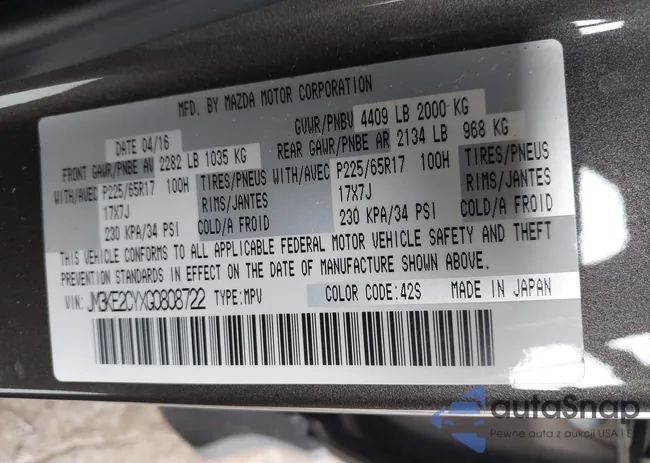 MFD. BY MAZDA MOTOR CORPORATION
DATE 04/16 GVWR/PNBV 4409 LB 2000 KG
FRONT GAWR/PNBE AV 2282 LB 1035 KG REAR GAWR/PNBE AR 2134 LB 968 KG
WITH/AVEC P225/65R17 100H TIRES/PNEUS WITH/AVEC P225/65R17 100H TIRES/PNEUS
17X7J RIMS/JANTES 17X7J RIMS/JANTES
230 KPA/34 PSI COLD/A FROID 230 KPA/34 PSI COLD/A FROID
THIS VEHICLE CONFORMS TO ALL APPLICABLE FEDERAL MOTOR VEHICLE SAFETY AND THEFT
PREVENTION STANDARDS IN EFFECT ON THE DATE OF MANUFACTURE SHOWN ABOVE.
VIN: JM3KE2CYXG0808722 TYPE:MPV COLOR CODE:42S MADE IN JAPAN
autaSnap
Pewne auta z aukcji USA i